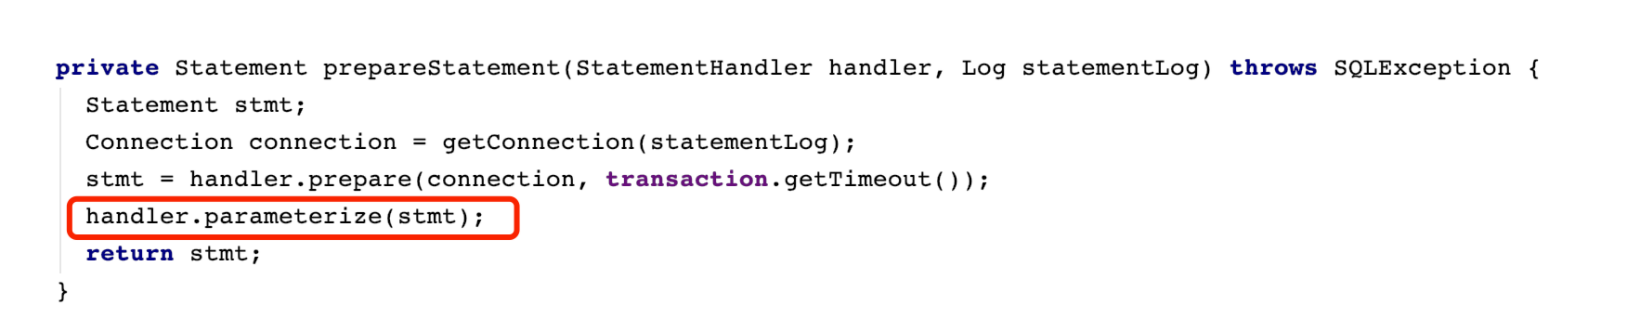 private Statement prepareStatement(StatementHandler handler, Log statementLog) throws SQLException {
Statement stmt;
Connection connection = getConnection(statementLog);
stmt = handler.prepare(connection, transaction.getTimeout());
handler.parameterize(stmt);
return stmt;
}